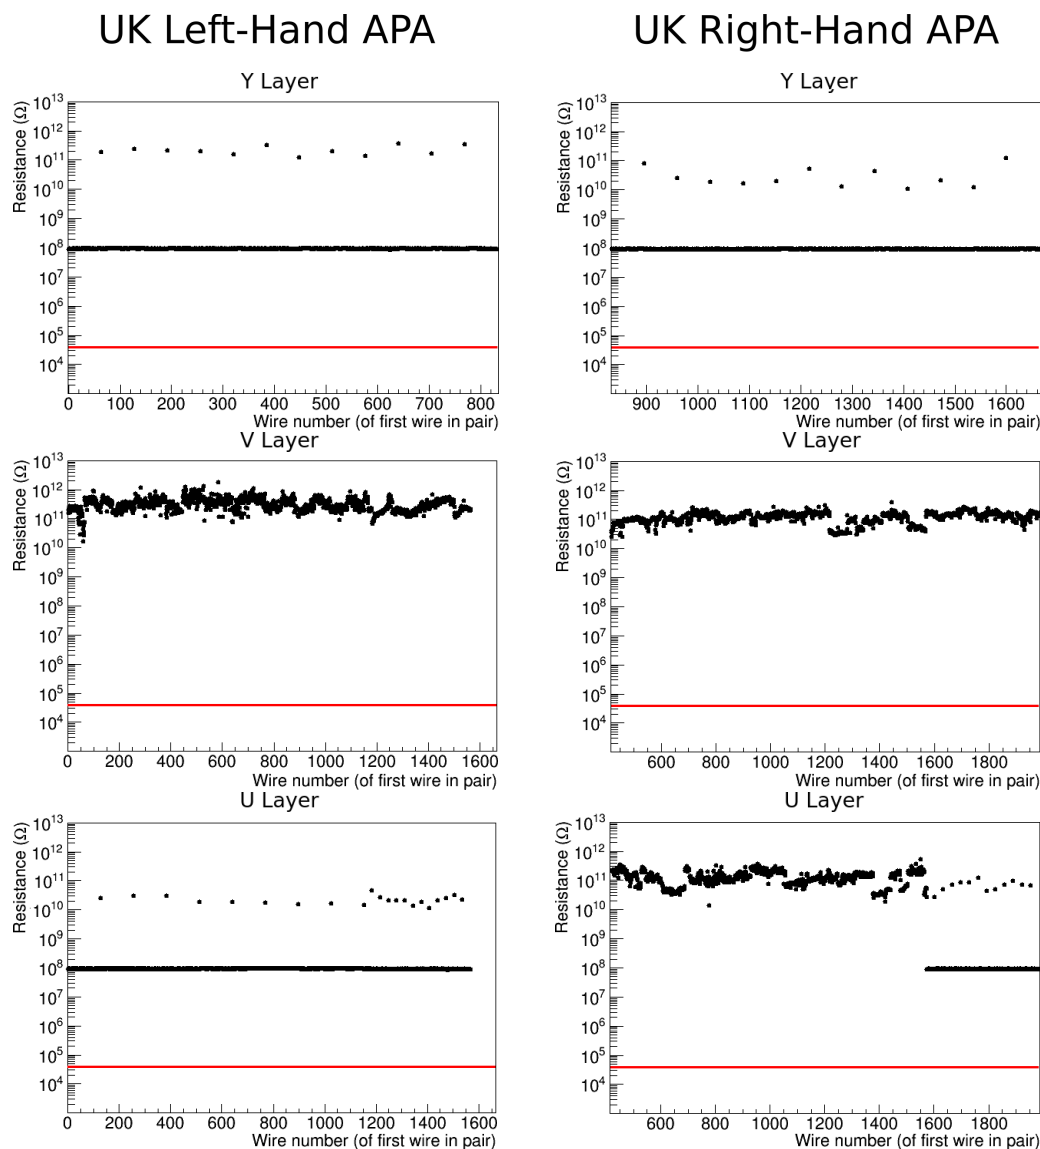 UK Left-Hand APA
UK Right-Hand APA
Y Layer
Resistance (Ω)
10^13
10^12
10^11
10^10
10^9
10^8
10^7
10^6
10^5
10^4
0 100 200 300 400 500 600 700 800
Wire number (of first wire in pair)
Y Layer
Resistance (Ω)
10^13
10^12
10^11
10^10
10^9
10^8
10^7
10^6
10^5
10^4
900 1000 1100 1200 1300 1400 1500 1600
Wire number (of first wire in pair)
V Layer
Resistance (Ω)
10^13
10^12
10^11
10^10
10^9
10^8
10^7
10^6
10^5
10^4
0 200 400 600 800 1000 1200 1400 1600
Wire number (of first wire in pair)
V Layer
Resistance (Ω)
10^13
10^12
10^11
10^10
10^9
10^8
10^7
10^6
10^5
10^4
600 800 1000 1200 1400 1600 1800
Wire number (of first wire in pair)
U Layer
Resistance (Ω)
10^13
10^12
10^11
10^10
10^9
10^8
10^7
10^6
10^5
10^4
0 200 400 600 800 1000 1200 1400 1600
Wire number (of first wire in pair)
U Layer
Resistance (Ω)
10^13
10^12
10^11
10^10
10^9
10^8
10^7
10^6
10^5
10^4
600 800 1000 1200 1400 1600 1800
Wire number (of first wire in pair)